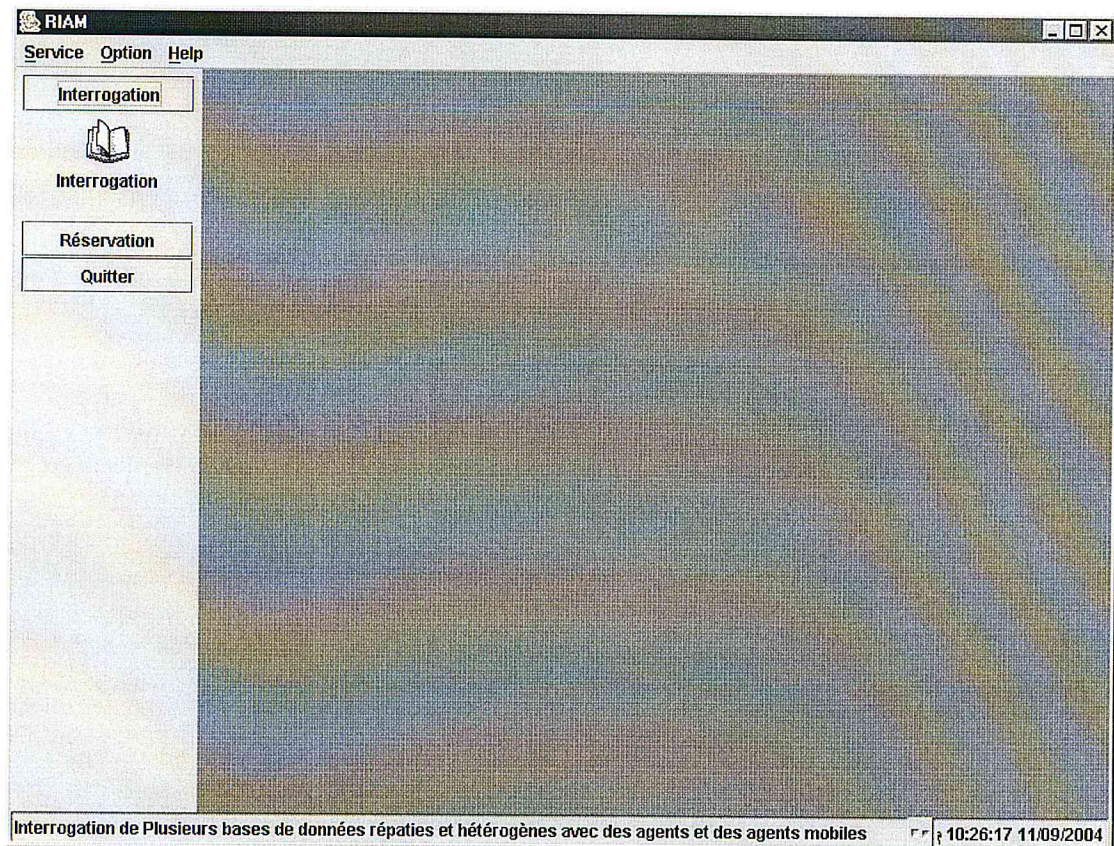 RIAM
Service Option Help
Interrogation
Interrogation
Réservation
Quitter
Interrogation de Plusieurs bases de données répaties et hétérogènes avec des agents et des agents mobiles
10:26:17 11/09/2004